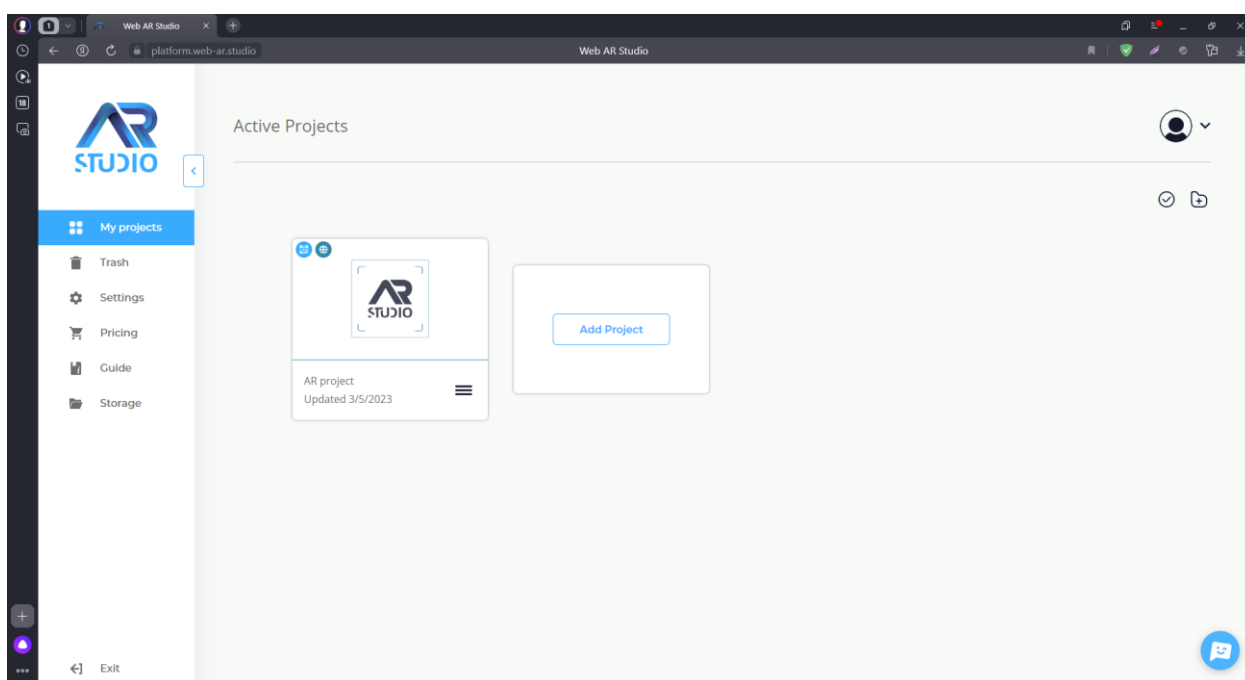 1
Web AR Studio
platform.web-ar.studio
Web AR Studio
18
AR
STUDIO
Active Projects
My projects
Trash
Settings
Pricing
Guide
Storage
AR
STUDIO
AR project
Updated 3/5/2023
Add Project
Exit